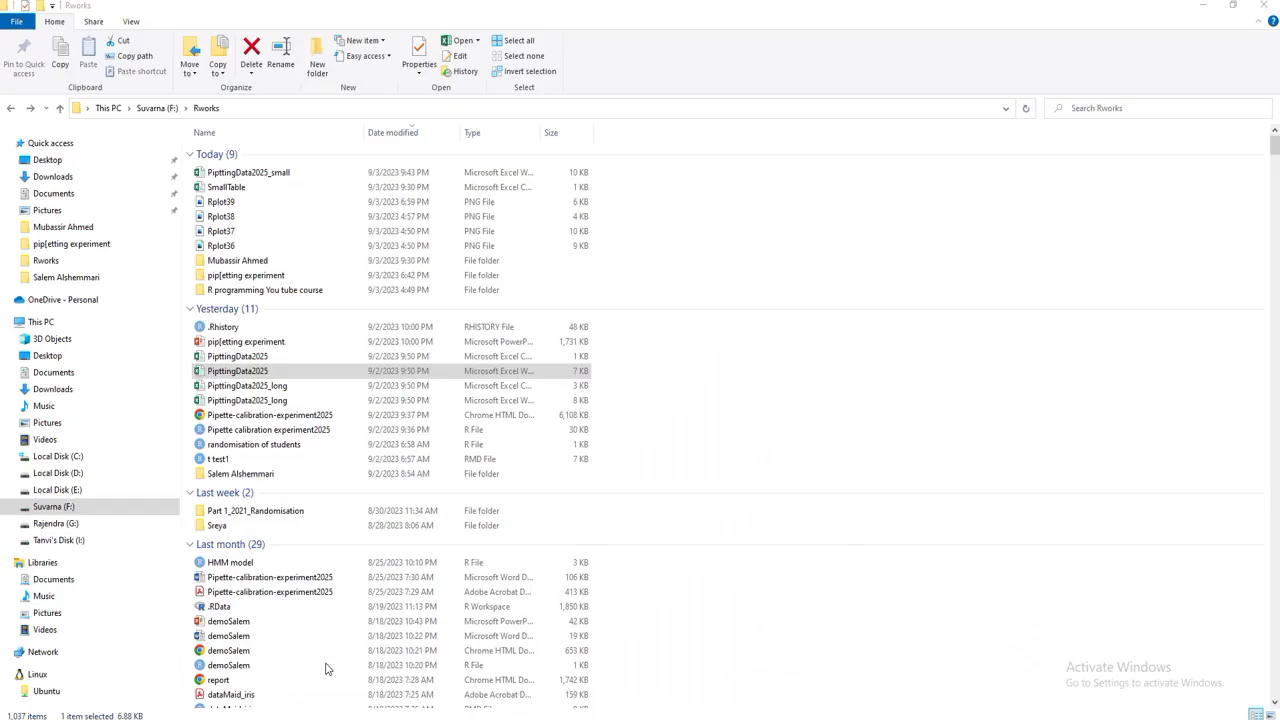 Rworks
File Home Share View
Pin to Quick access
Copy
Paste
Cut
Copy path
Paste shortcut
Clipboard
Move to
Copy to
Delete
Rename
Organize
New folder
New item
Easy access
New
Properties
Open
Edit
History
Open
Select all
Select none
Invert selection
Select
This PC Suvarna (F:) Rworks
Search Rworks
Quick access
Desktop
Downloads
Documents
Pictures
Mubassir Ahmed
pip[etting experiment
Rworks
Salem Alshemmari
OneDrive - Personal
This PC
3D Objects
Desktop
Documents
Downloads
Music
Pictures
Videos
Local Disk (C:)
Local Disk (D:)
Local Disk (E:)
Suvarna (F:)
Rajendra (G:)
Tanvi's Disk (I:)
Libraries
Documents
Music
Pictures
Videos
Network
Linux
Ubuntu
Name Date modified Type Size
Today (9)
PipttingData2025_small 9/3/2023 9:43 PM Microsoft Excel W... 10 KB
SmallTable 9/3/2023 9:30 PM Microsoft Excel C... 1 KB
Rplot39 9/3/2023 6:59 PM PNG File 6 KB
Rplot38 9/3/2023 4:57 PM PNG File 4 KB
Rplot37 9/3/2023 4:50 PM PNG File 10 KB
Rplot36 9/3/2023 4:50 PM PNG File 9 KB
Mubassir Ahmed 9/3/2023 9:30 PM File folder
pip[etting experiment 9/3/2023 6:42 PM File folder
R programming You tube course 9/3/2023 4:49 PM File folder
Yesterday (11)
.Rhistory 9/2/2023 10:00 PM RHISTORY File 48 KB
pip[etting experiment 9/2/2023 10:00 PM Microsoft PowerP... 1,731 KB
PipttingData2025 9/2/2023 9:50 PM Microsoft Excel C... 1 KB
PipttingData2025 9/2/2023 9:50 PM Microsoft Excel W... 7 KB
PipttingData2025_long 9/2/2023 9:50 PM Microsoft Excel C... 3 KB
PipttingData2025_long 9/2/2023 9:50 PM Microsoft Excel W... 8 KB
Pipette-calibration-experiment2025 9/2/2023 9:37 PM Chrome HTML Do... 6,108 KB
Pipette calibration experiment2025 9/2/2023 9:36 PM R File 30 KB
randomisation of students 9/2/2023 6:58 AM R File 1 KB
t test1 9/2/2023 6:57 AM RMD File 7 KB
Salem Alshemmari 9/2/2023 8:54 AM File folder
Last week (2)
Part 1_2021_Randomisation 8/30/2023 11:34 AM File folder
Sreya 8/28/2023 8:06 AM File folder
Last month (29)
HMM model 8/25/2023 10:10 PM R File 3 KB
Pipette-calibration-experiment2025 8/25/2023 7:30 AM Microsoft Word D... 106 KB
Pipette-calibration-experiment2025 8/25/2023 7:29 AM Adobe Acrobat D... 413 KB
.RData 8/19/2023 11:13 PM R Workspace 1,850 KB
demoSalem 8/18/2023 10:43 PM Microsoft PowerP... 42 KB
demoSalem 8/18/2023 10:22 PM Microsoft Word D... 19 KB
demoSalem 8/18/2023 10:21 PM Chrome HTML Do... 653 KB
demoSalem 8/18/2023 10:20 PM R File 1 KB
report 8/18/2023 7:28 AM Chrome HTML Do... 1,742 KB
dataMaid_iris 8/18/2023 7:25 AM Adobe Acrobat D... 159 KB
Activate Windows
Go to Settings to activate Windows.
1,037 items 1 item selected 6.88 KB